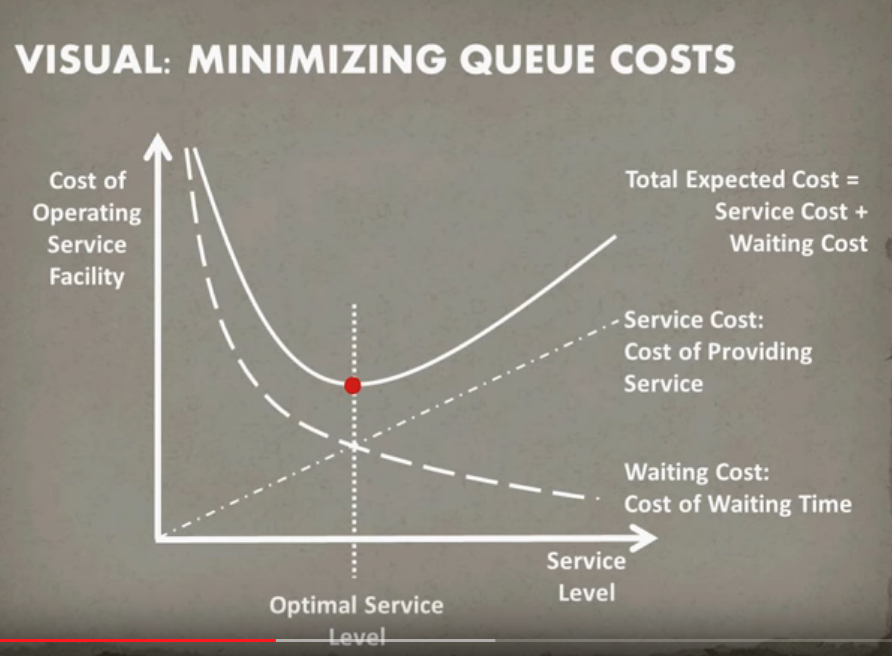 VISUAL: MINIMIZING QUEUE COSTS
Cost of
Operating
Service
Facility
Total Expected Cost =
Service Cost +
Waiting Cost
Service Cost:
Cost of Providing
Service
Waiting Cost:
Cost of Waiting Time
Service
Level
Optimal Service
Level